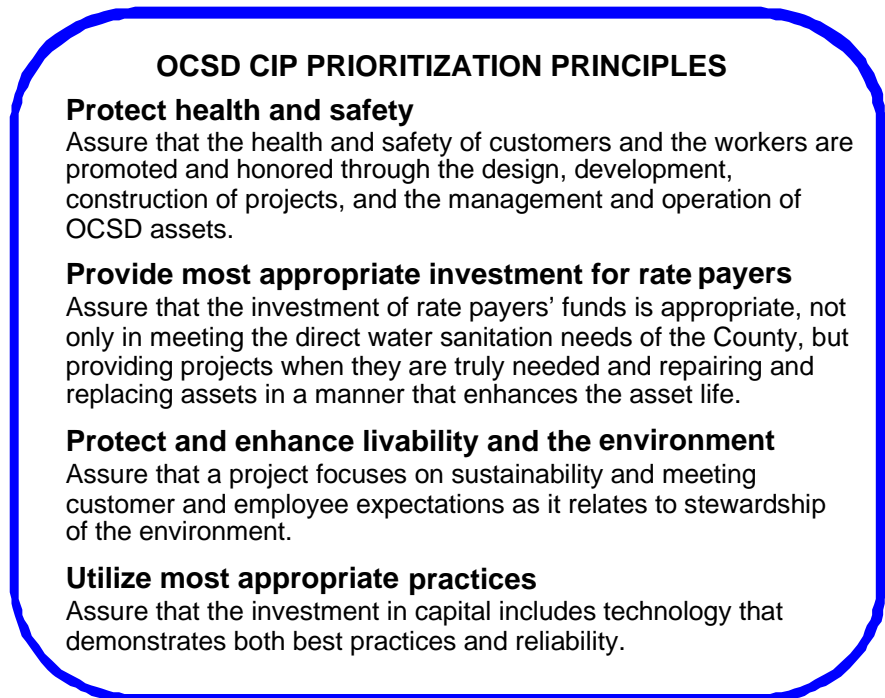 OCSD CIP PRIORITIZATION PRINCIPLES
Protect health and safety
Assure that the health and safety of customers and the workers are
promoted and honored through the design, development,
construction of projects, and the management and operation of
OCSD assets.
Provide most appropriate investment for rate payers
Assure that the investment of rate payers’ funds is appropriate, not
only in meeting the direct water sanitation needs of the County, but
providing projects when they are truly needed and repairing and
replacing assets in a manner that enhances the asset life.
Protect and enhance livability and the environment
Assure that a project focuses on sustainability and meeting
customer and employee expectations as it relates to stewardship
of the environment.
Utilize most appropriate practices
Assure that the investment in capital includes technology that
demonstrates both best practices and reliability.